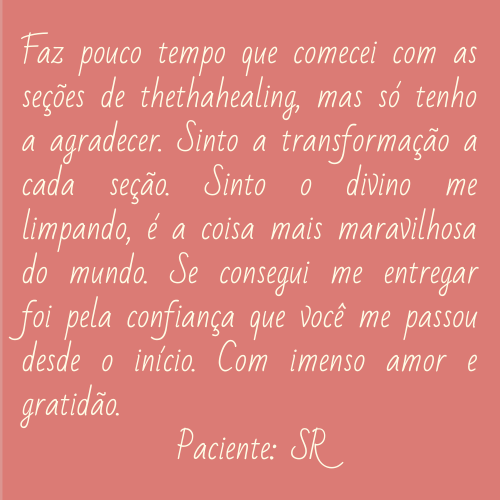 Faz pouco tempo que comecei com as
seções de thethahealing, mas só tenho
a agradecer. Sinto a transformação a
cada seção. Sinto o divino me
limpando, é a coisa mais maravilhosa
do mundo. Se consegui me entregar
foi pela confiança que você me passou
desde o início. Com imenso amor e
gratidão.
Paciente: SR